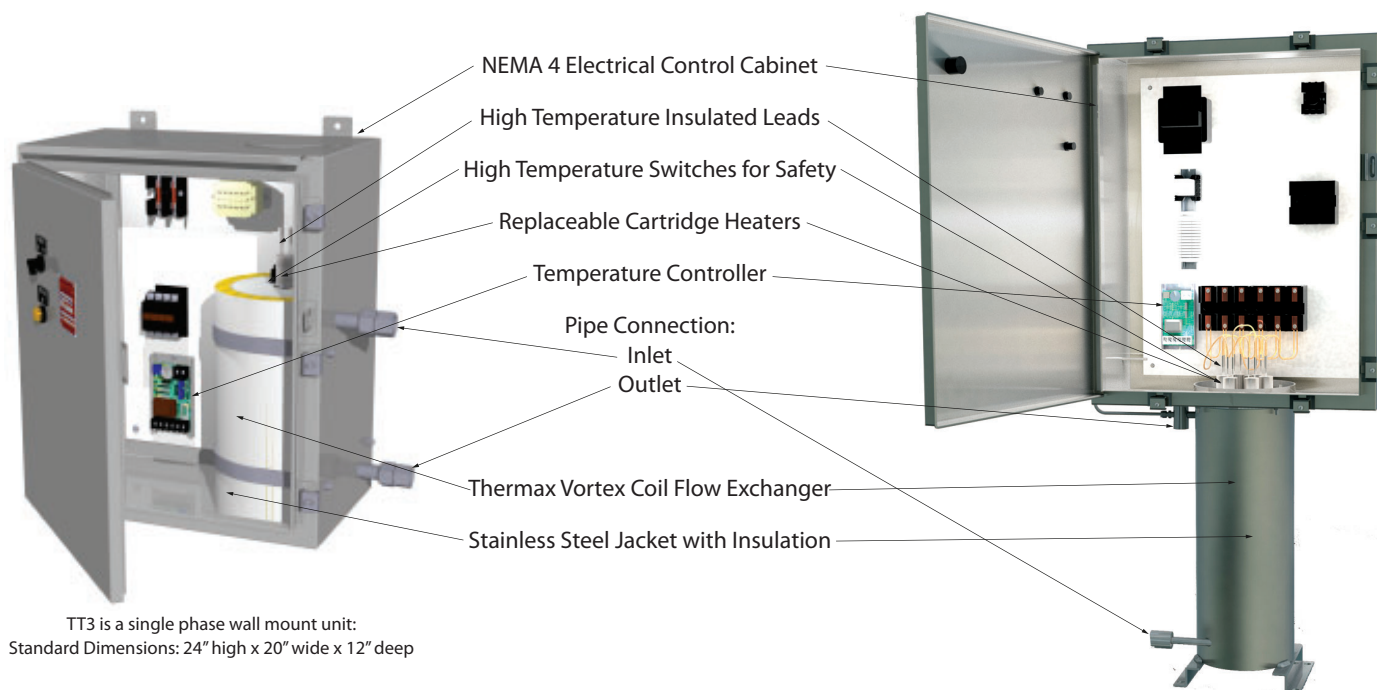 NEMA 4 Electrical Control Cabinet
High Temperature Insulated Leads
High Temperature Switches for Safety
Replaceable Cartridge Heaters
Temperature Controller
Pipe Connection:
Inlet
Outlet
Thermax Vortex Coil Flow Exchanger
Stainless Steel Jacket with Insulation
TT3 is a single phase wall mount unit:
Standard Dimensions: 24” high x 20” wide x 12” deep